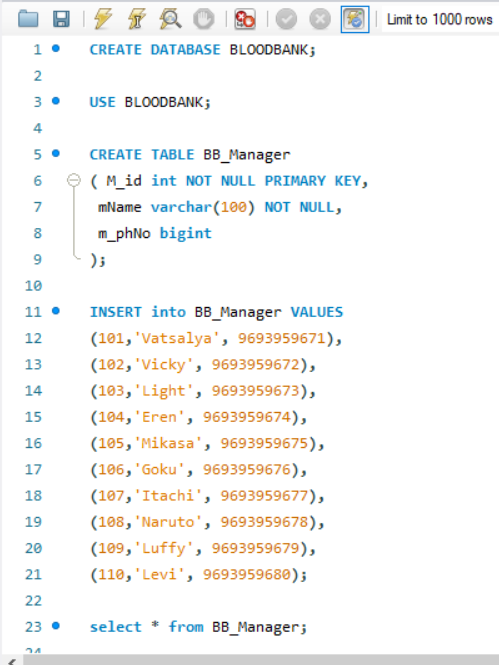 Limit to 1000 rows
1 CREATE DATABASE BLOODBANK;
2
3 USE BLOODBANK;
4
5 CREATE TABLE BB_Manager
6 ( M_id int NOT NULL PRIMARY KEY,
7 mName varchar(100) NOT NULL,
8 m_phNo bigint
9 );
10
11 INSERT into BB_Manager VALUES
12 (101,'Vatsalya', 9693959671),
13 (102,'Vicky', 9693959672),
14 (103,'Light', 9693959673),
15 (104,'Eren', 9693959674),
16 (105,'Mikasa', 9693959675),
17 (106,'Goku', 9693959676),
18 (107,'Itachi', 9693959677),
19 (108,'Naruto', 9693959678),
20 (109,'Luffy', 9693959679),
21 (110,'Levi', 9693959680);
22
23 select * from BB_Manager;
24